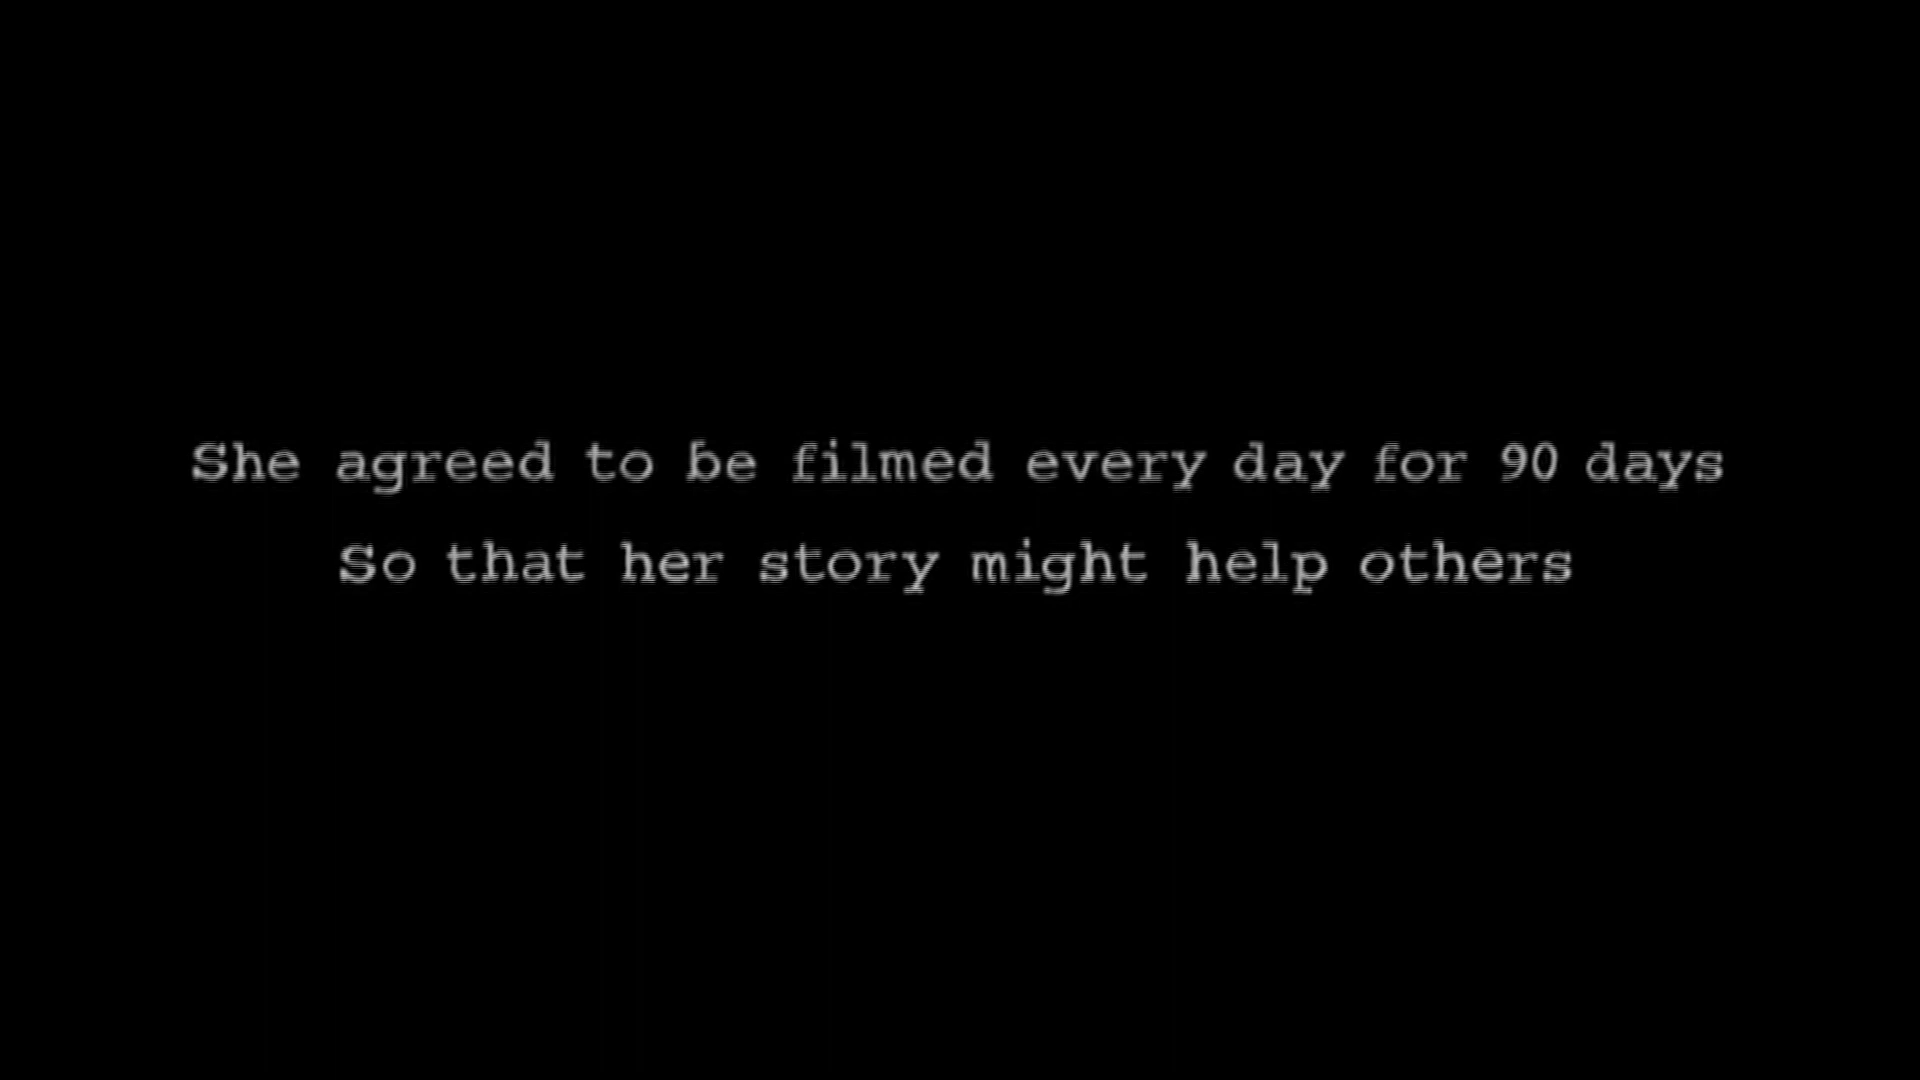 She agreed to be filmed every day for 90 days
So that her story might help others